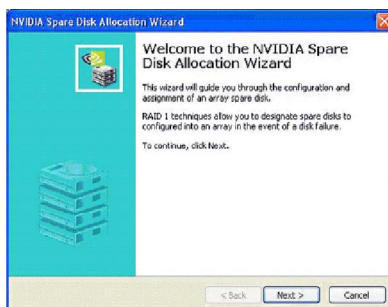 NVIDIA Spare Disk Allocation Wizard
Welcome to the NVIDIA Spare
Disk Allocation Wizard
This wizard will guide you through the configuration and
assignment of an array spare disk.
RAID 1 techniques allow you to designate spare disks to
configured into an array in the event of a disk failure.
To continue, click Next.
< Back
Next >
Cancel